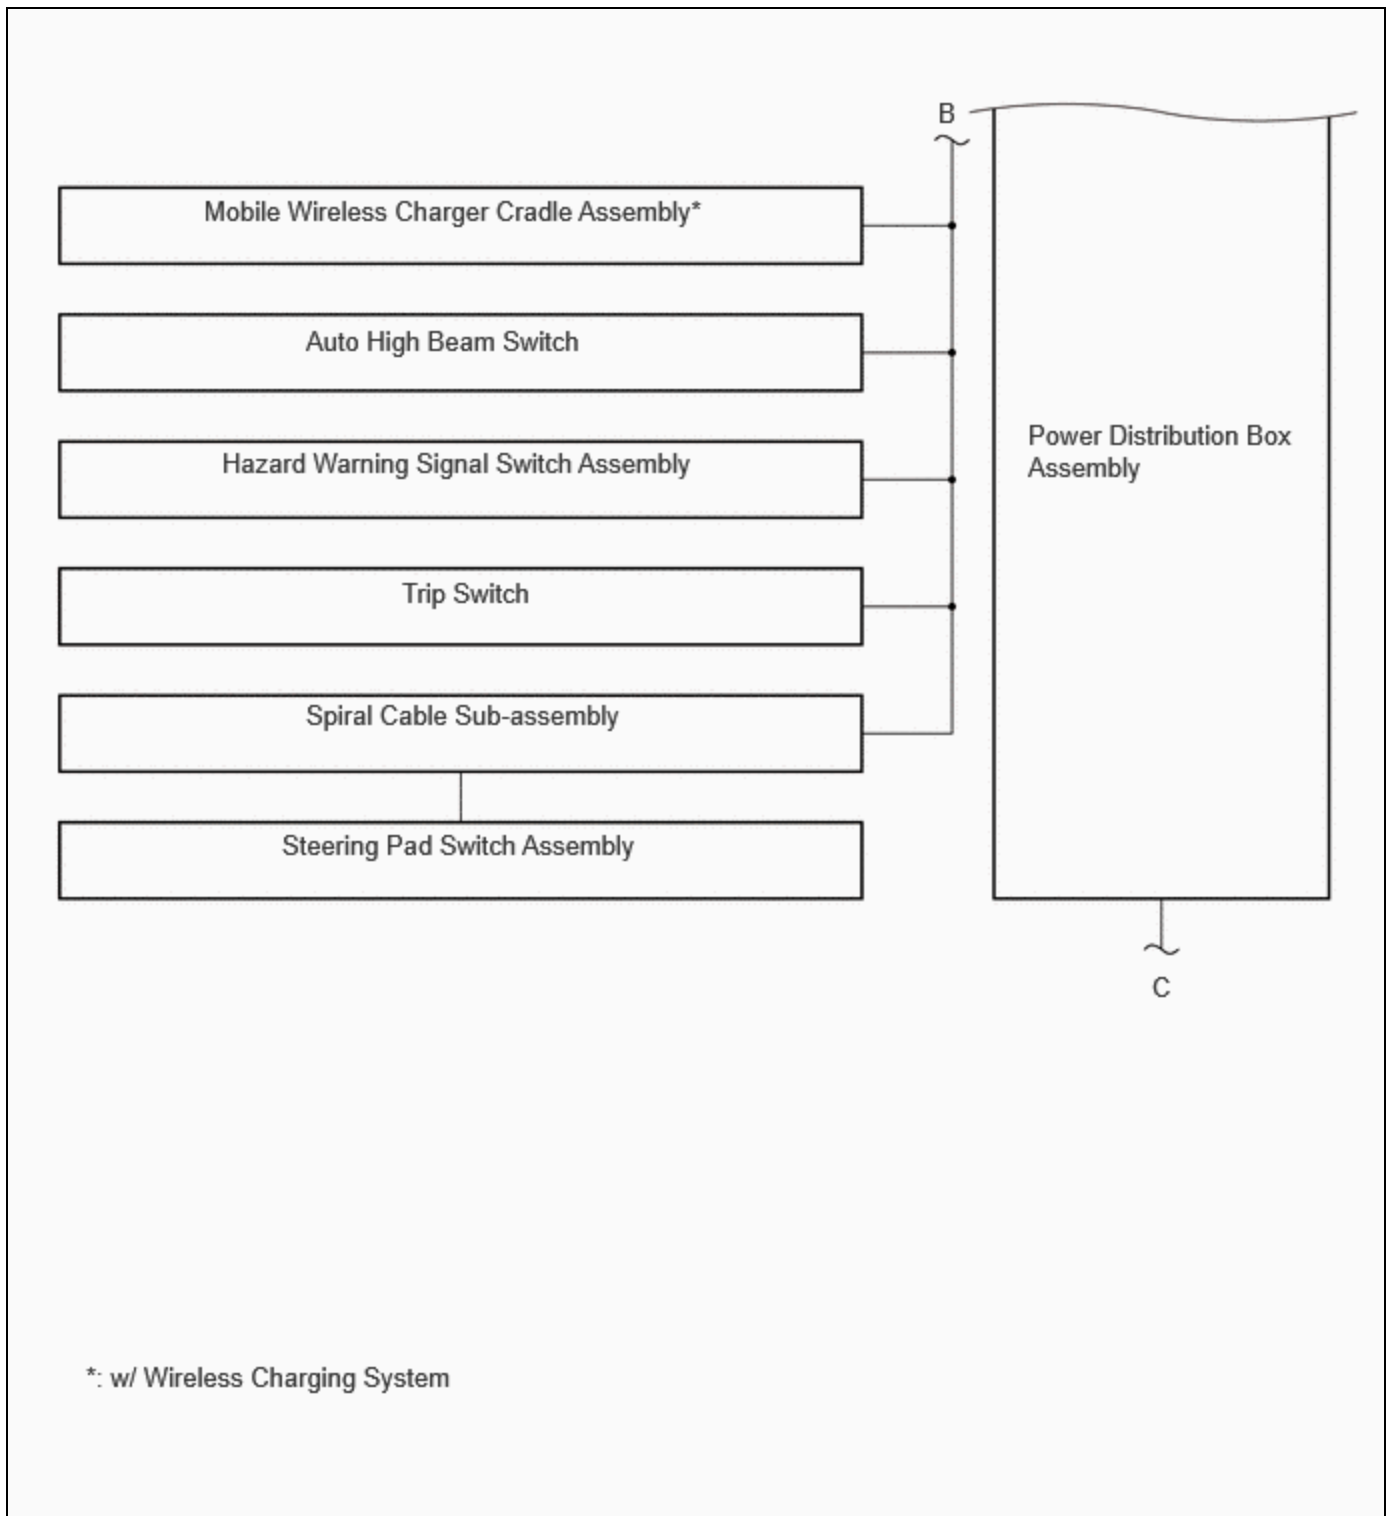 B
Mobile Wireless Charger Cradle Assembly*
Auto High Beam Switch
Power Distribution Box
Assembly
Hazard Warning Signal Switch Assembly
Trip Switch
Spiral Cable Sub-assembly
Steering Pad Switch Assembly
C
*: w/ Wireless Charging System